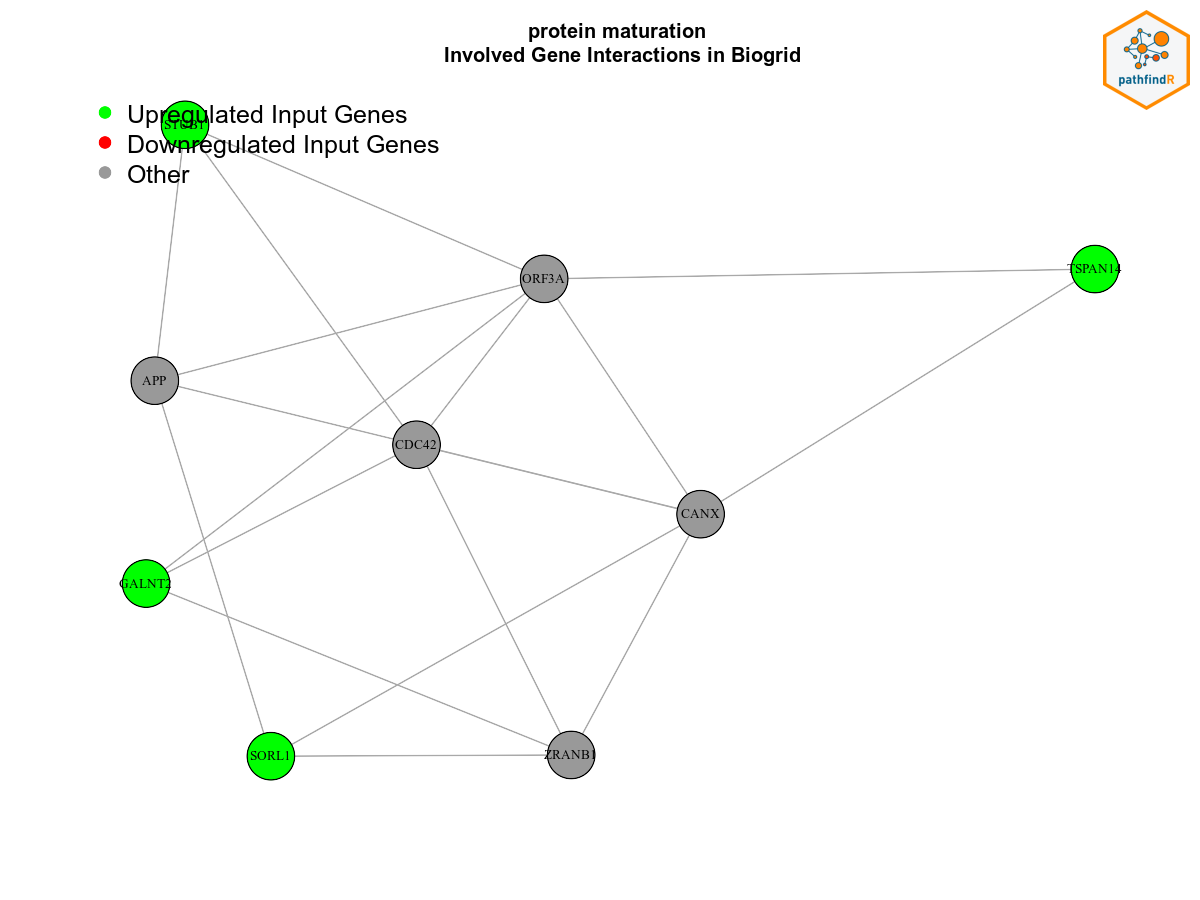 protein maturation
Involved Gene Interactions in Biogrid
pathfindR
Upregulated Input Genes
STUB1
Downregulated Input Genes
Other
TSPAN14
ORF3A
APP
CDC42
CANX
GALNT2
SORL1
ZRANB1